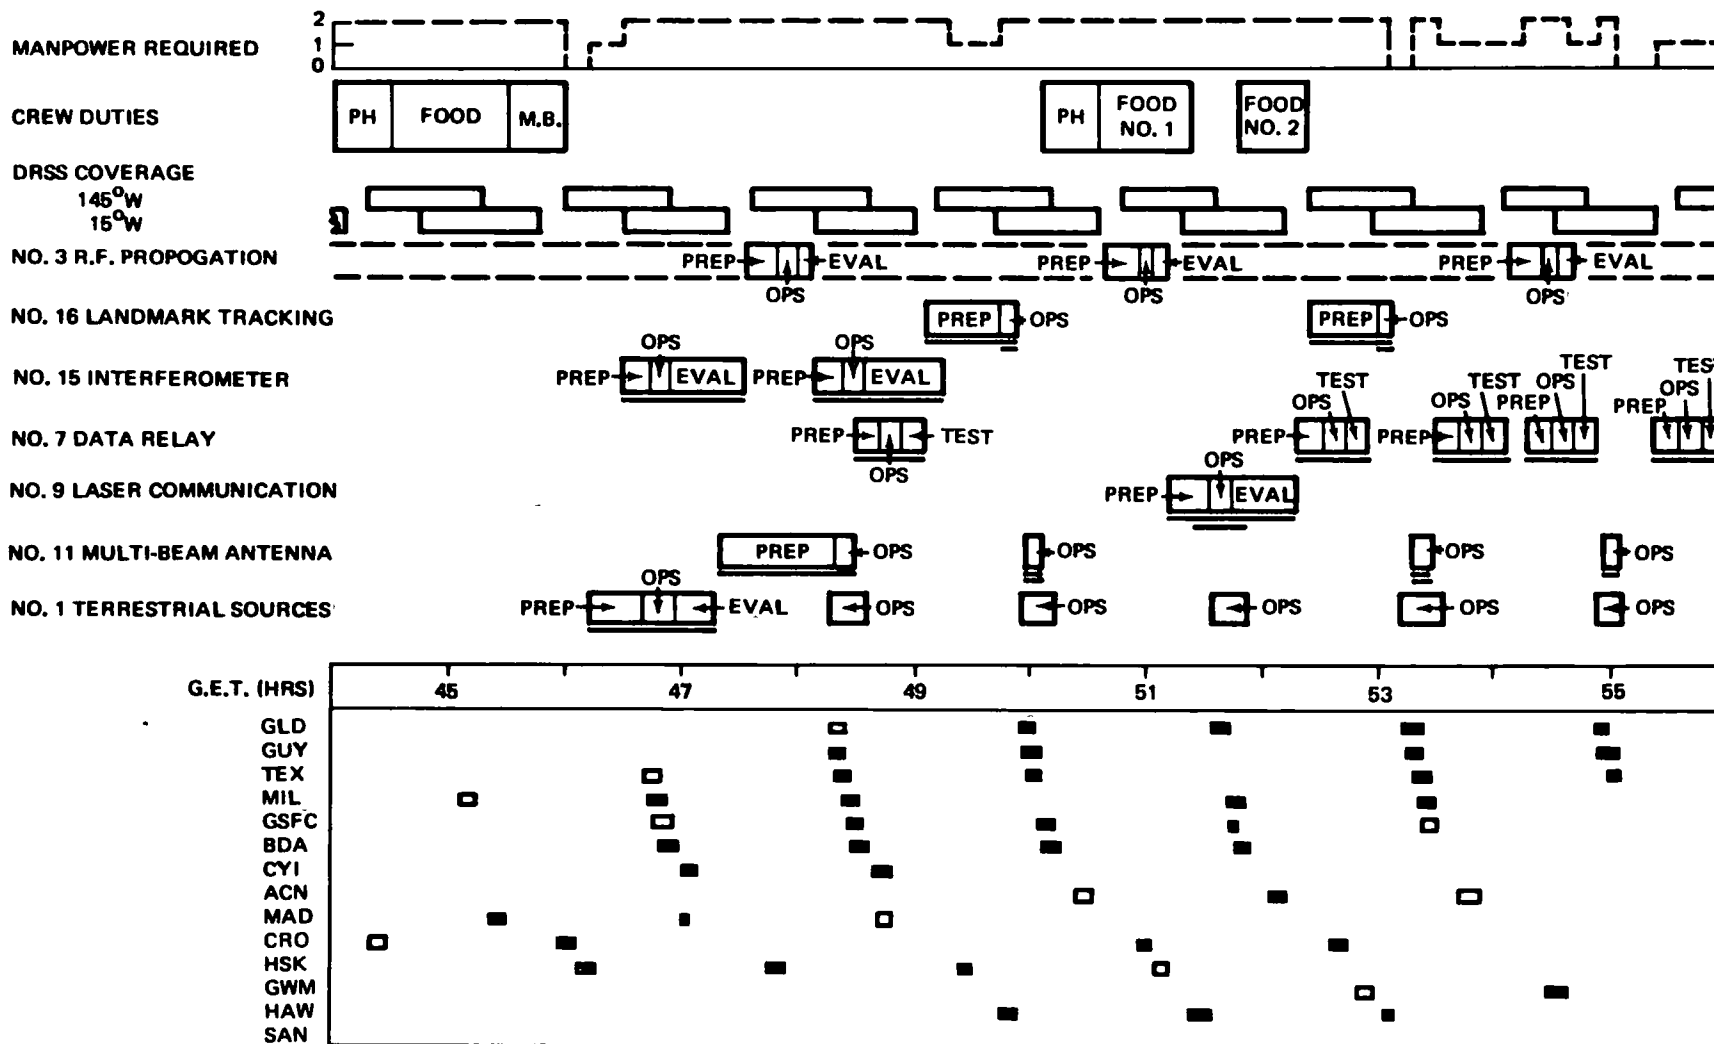 2
MANPOWER REQUIRED 1
0
CREW DUTIES PH FOOD M.B. PH FOOD NO. 1 FOOD NO. 2
DRSS COVERAGE
145°W
15°W
NO. 3 R.F. PROPOGATION PREP EVAL PREP EVAL PREP EVAL
OPS OPS OPS
NO. 16 LANDMARK TRACKING PREP OPS PREP OPS
OPS OPS
NO. 15 INTERFEROMETER PREP EVAL PREP EVAL
TEST TEST OPS TEST TEST
OPS OPS PREP PREP OPS
NO. 7 DATA RELAY PREP TEST PREP PREP
OPS OPS
NO. 9 LASER COMMUNICATION PREP EVAL
NO. 11 MULTI-BEAM ANTENNA PREP OPS OPS OPS OPS
OPS
NO. 1 TERRESTRIAL SOURCES PREP EVAL OPS OPS OPS OPS OPS
G.E.T. (HRS) 45 47 49 51 53 55
GLD
GUY
TEX
MIL
GSFC
BDA
CYI
ACN
MAD
CRO
HSK
GWM
HAW
SAN